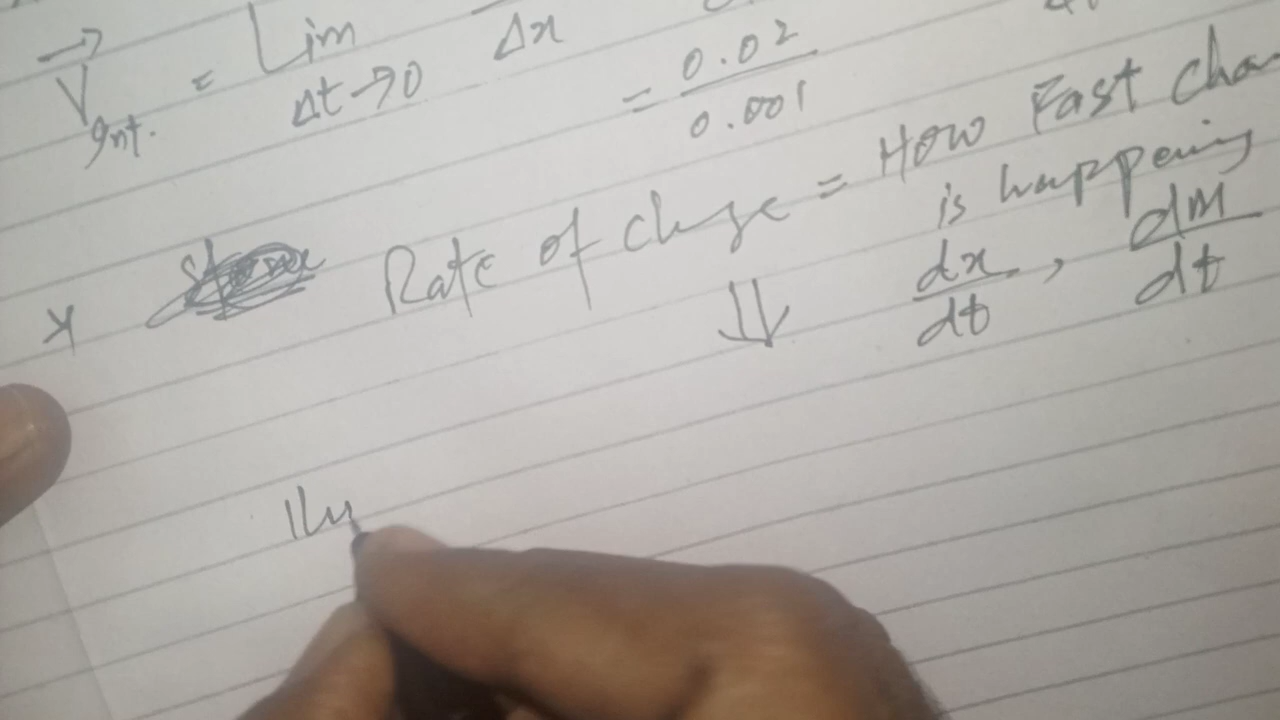 V⃗ Inst. = Lim Δt→0 Δx
= 0.02 / 0.001
Rate of change = How Fast Cha
is happening
⇓ dx/dt, dM/dt